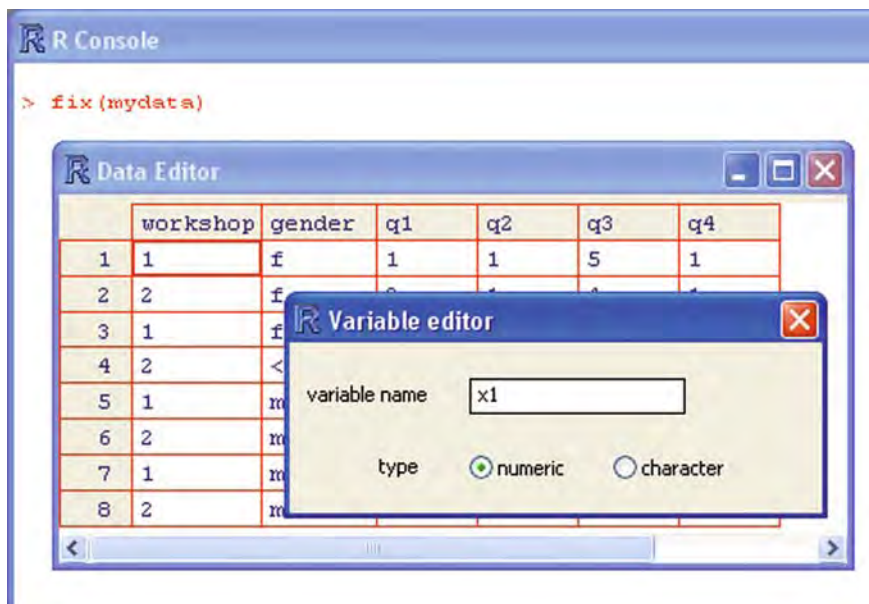 R Console
> fix(mydata)
R Data Editor
workshop gender q1 q2 q3 q4
1 1 f 1 1 5 1
2 2 f
3 1 f
4 2 <
5 1 m
6 2 m
7 1 m
8 2 m
R Variable editor
variable name x1
type numeric character